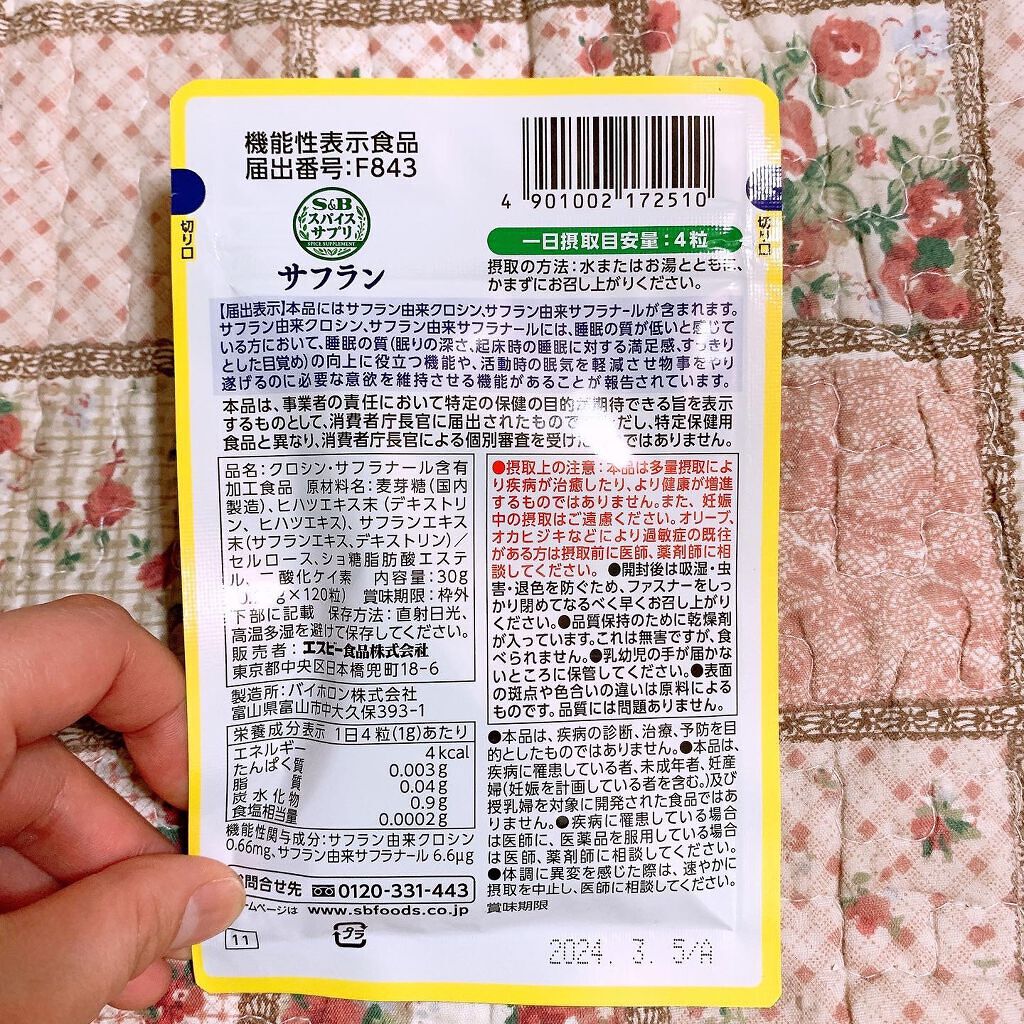 機能性表示食品
届出番号:F843
4 901002 172510
S&B
スパイス
サプリ
SPICE SUPPLEMENT
サフラン
切り口
切り口
一日摂取目安量:4粒
摂取の方法:水またはお湯とともに、
かまずにお召し上がりください。
【届出表示】本品にはサフラン由来クロシン、サフラン由来サフラナールが含まれます。
サフラン由来クロシン、サフラン由来サフラナールには、睡眠の質が低いと感じて
いる方において、睡眠の質(眠りの深さ、起床時の睡眠に対する満足感、すっきり
とした目覚め)の向上に役立つ機能や、活動時の眠気を軽減させ物事をやり
遂げるのに必要な意欲を維持させる機能があることが報告されています。
本品は、事業者の責任において特定の保健の目的が期待できる旨を表示
するものとして、消費者庁長官に届出されたもので だし、特定保健用
食品と異なり、消費者庁長官による個別審査を受けた ではありません。
品名:クロシン・サフラナール含有
加工食品 原材料名:麦芽糖(国内
製造)、ヒハツエキス末(デキストリ
ン、ヒハツエキス)、サフランエキス
末(サフランエキス、デキストリン)/
セルロース、ショ糖脂肪酸エステ
ル、 酸化ケイ素 内容量:30g
g×120粒) 賞味期限:枠外
下部に記載 保存方法:直射日光、
高温多湿を避けて保存してください。
販売者:エスビー食品株式会社
東京都中央区日本橋兜町18-6
製造所:バイホロン株式会社
富山県富山市中大久保393-1
栄養成分表示 1日4粒(1g)あたり
エネルギー 4kcal
たんぱく質 0.003g
脂質 0.04g
炭水化物 0.9g
食塩相当量 0.0002g
機能性関与成分:サフラン由来クロシン
0.66mg、サフラン由来サフラナール 6.6μg
問合せ先 0120-331-443
ームページは www.sbfoods.co.jp
11
プラ
●摂取上の注意:本品は多量摂取によ
り疾病が治癒したり、より健康が増進
するものではありません。また、妊娠
中の摂取はご遠慮ください。オリーブ、
オカヒジキなどにより過敏症の既往
がある方は摂取前に医師、薬剤師に相
談してください。 ●開封後は吸湿・虫
害・退色を防ぐため、ファスナーをしっ
かり閉めてなるべく早くお召し上がり
ください。●品質保持のために乾燥剤
が入っています。これは無害ですが、食
べられません。●乳幼児の手が届かな
いところに保管してください。●表面
の斑点や色合いの違いは原料による
ものです。品質には問題ありません。
●本品は、疾病の診断、治療、予防を目
的としたものではありません。●本品は、
疾病に罹患している者、未成年者、妊産
婦(妊娠を計画している者を含む。)及び
授乳婦を対象に開発された食品ではあ
りません。●疾病に罹患している場合
は医師に、医薬品を服用している場合
は医師、薬剤師に相談してください。
●体調に異変を感じた際は、速やかに
摂取を中止し、医師に相談してください。
賞味期限
2024. 3. 5/A